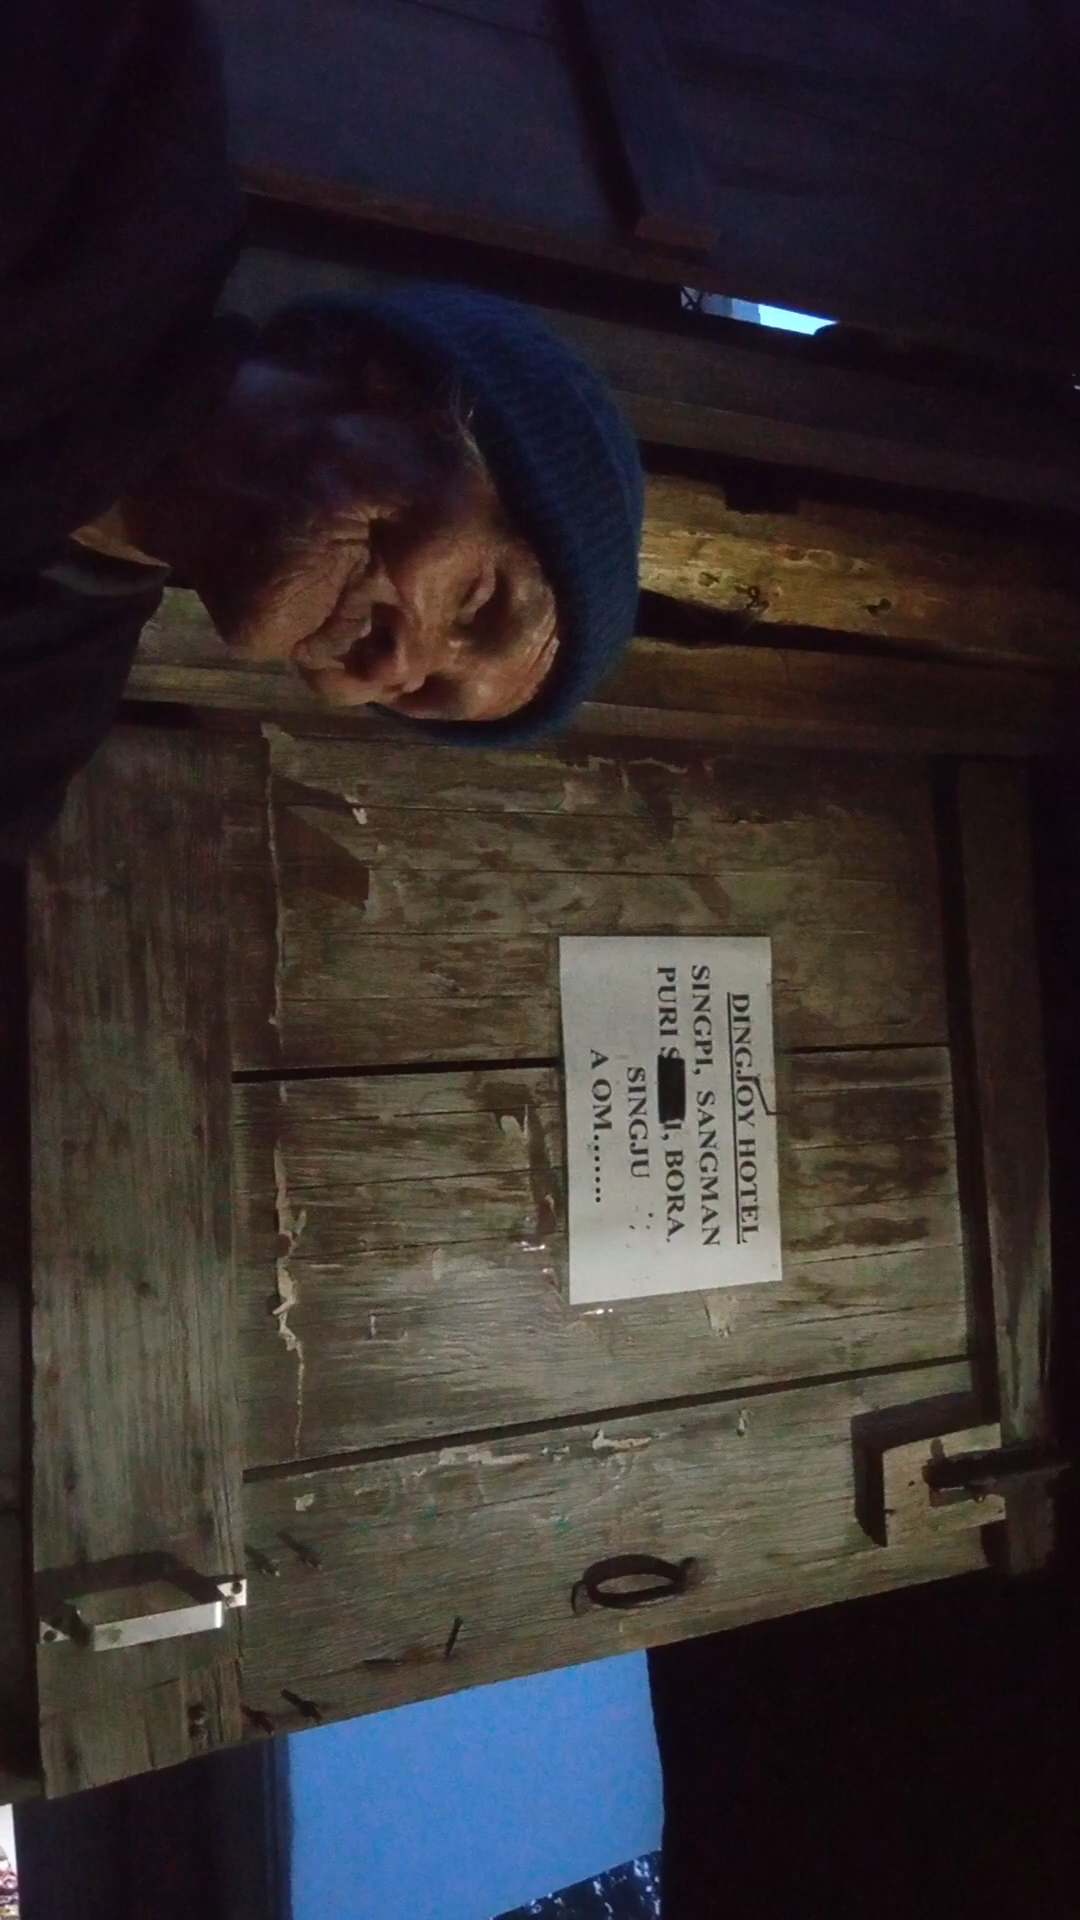 DINGJOY HOTEL
SINGPI, SANGMAN
PURI S I, BORA.
SINGJU
A OM.......